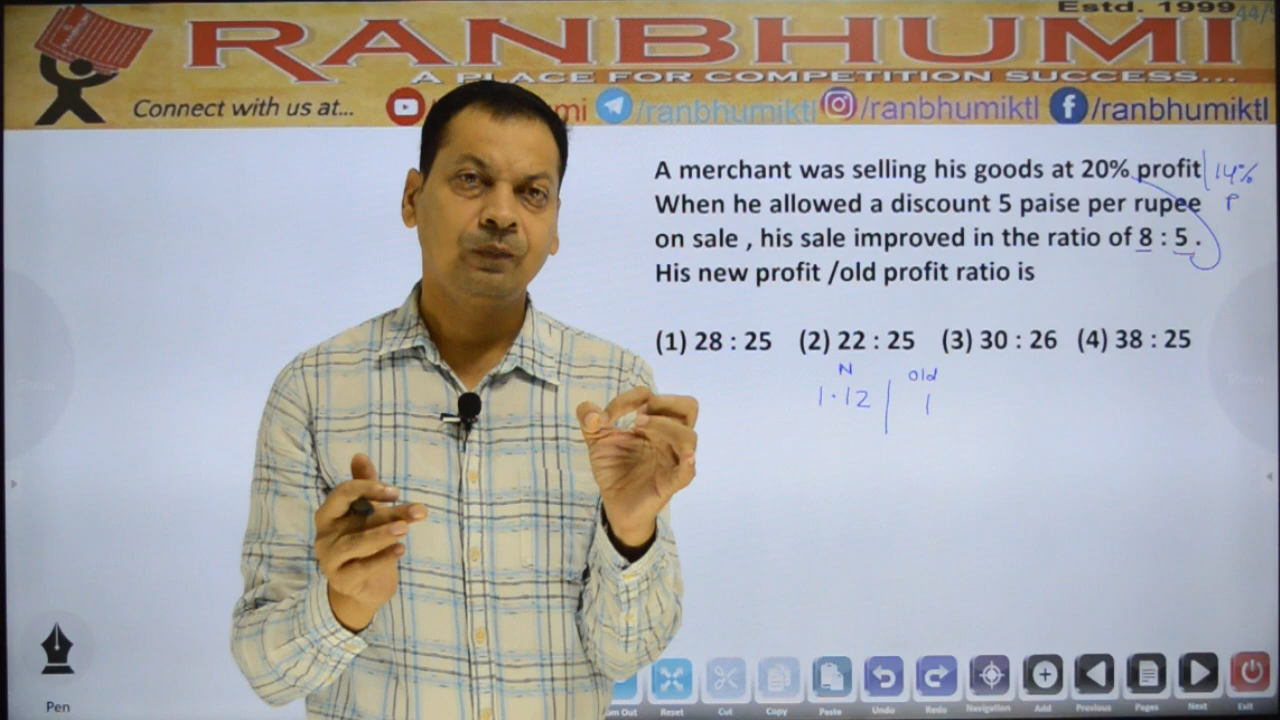 Estd. 1999
44/
RANBHUMI
A PLACE FOR COMPETITION SUCCESS...
Connect with us at... mi /ranbhumiktl /ranbhumiktl /ranbhumiktl
A merchant was selling his goods at 20% profit 14%
When he allowed a discount 5 paise per rupee P
on sale , his sale improved in the ratio of 8 : 5 .
His new profit /old profit ratio is
(1) 28 : 25 (2) 22 : 25 (3) 30 : 26 (4) 38 : 25
N Old
1.12 1
Pen
om Out Reset Cut Copy Paste Undo Redo Navigation Add Previous Pages Next Exit